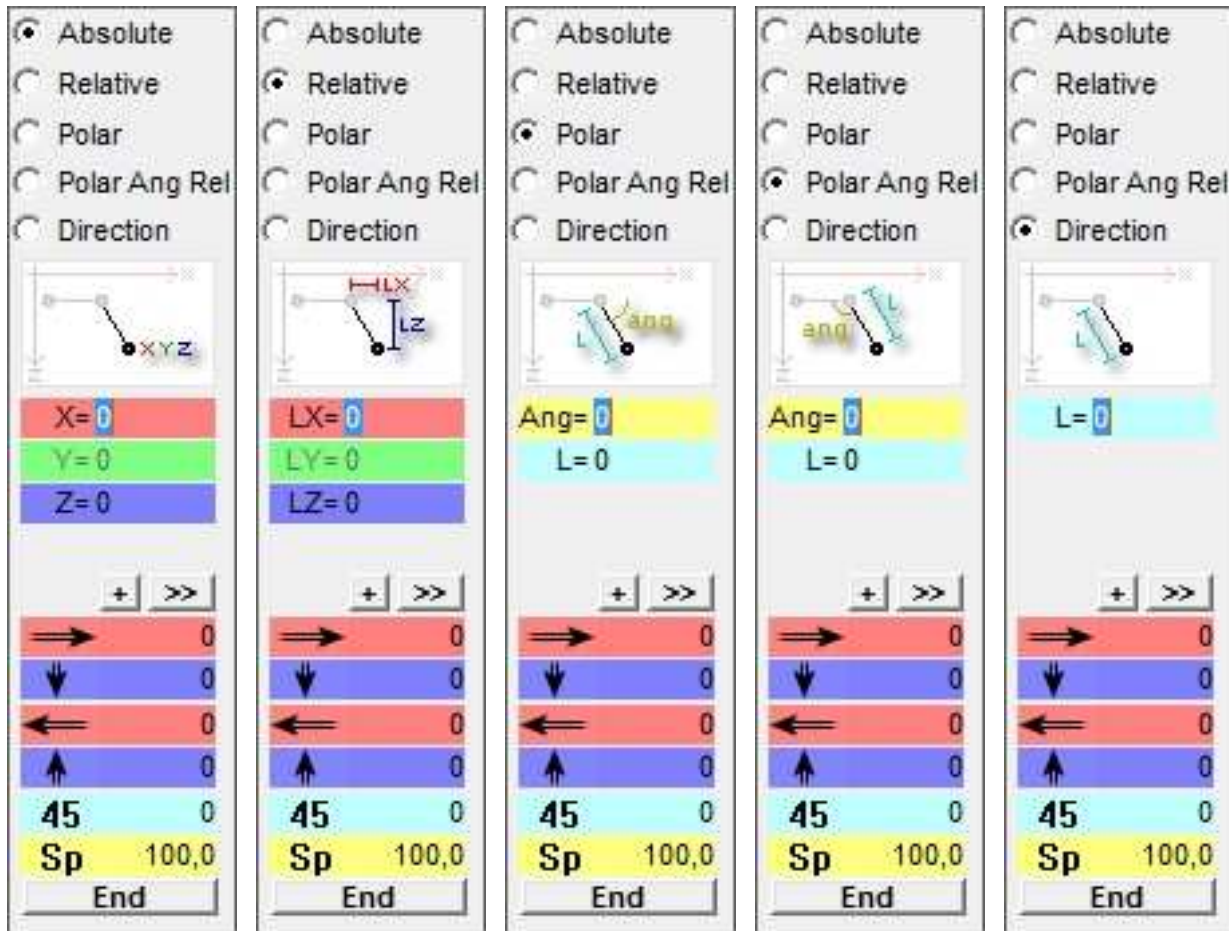 Absolute
Relative
Polar
Polar Ang Rel
Direction
x
X Y Z
Z
X= 0
Y= 0
Z= 0
+ >>
0
0
0
0
45 0
Sp 100,0
End
Absolute
Relative
Polar
Polar Ang Rel
Direction
x
LX
LZ
Z
LX= 0
LY= 0
LZ= 0
+ >>
0
0
0
0
45 0
Sp 100,0
End
Absolute
Relative
Polar
Polar Ang Rel
Direction
x
ang
L
Z
Ang= 0
L= 0
+ >>
0
0
0
0
45 0
Sp 100,0
End
Absolute
Relative
Polar
Polar Ang Rel
Direction
x
L
ang
Z
Ang= 0
L= 0
+ >>
0
0
0
0
45 0
Sp 100,0
End
Absolute
Relative
Polar
Polar Ang Rel
Direction
x
L
Z
L= 0
+ >>
0
0
0
0
45 0
Sp 100,0
End